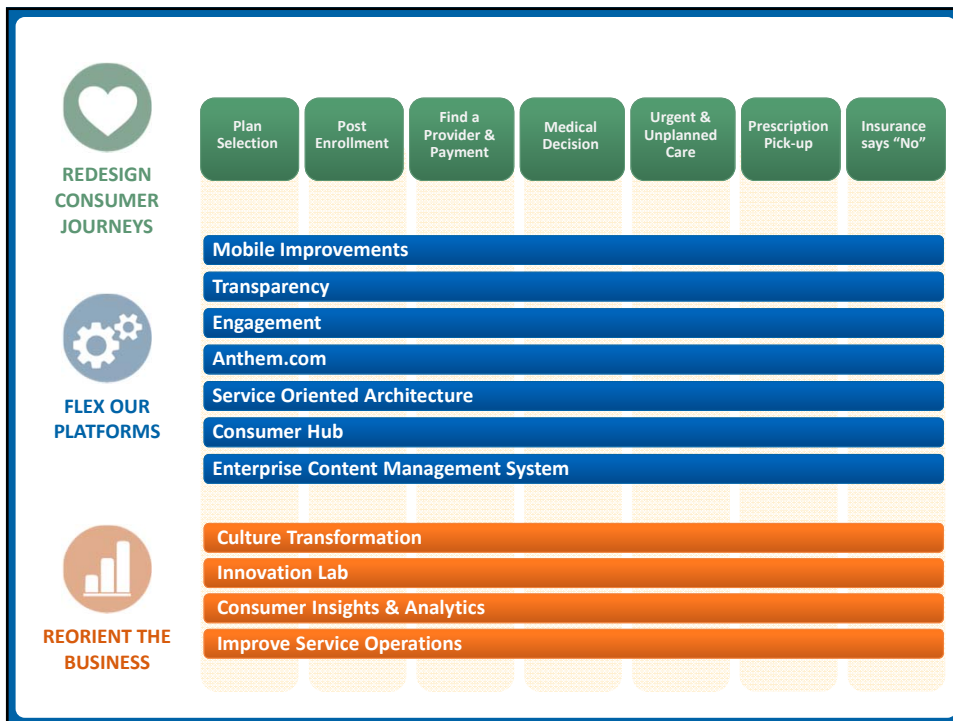 REDESIGN
CONSUMER
JOURNEYS
Plan
Selection
Post
Enrollment
Find a
Provider &
Payment
Medical
Decision
Urgent &
Unplanned
Care
Prescription
Pick-up
Insurance
says “No”
FLEX OUR
PLATFORMS
Mobile Improvements
Transparency
Engagement
Anthem.com
Service Oriented Architecture
Consumer Hub
Enterprise Content Management System
REORIENT THE
BUSINESS
Culture Transformation
Innovation Lab
Consumer Insights & Analytics
Improve Service Operations